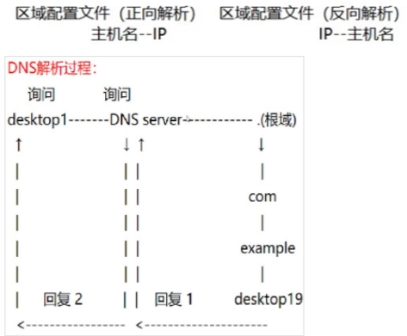 区域配置文件（正向解析） 区域配置文件（反向解析）
主机名--IP IP--主机名
DNS解析过程：
询问 询问
desktop1-------DNS server------------ .(根域)
↑ ↓ ↑ ↓
| | | |
| | | com
| | | |
| | | example
| | | |
| 回复 2 | | 回复 1 desktop19
<----------------- <---------------------